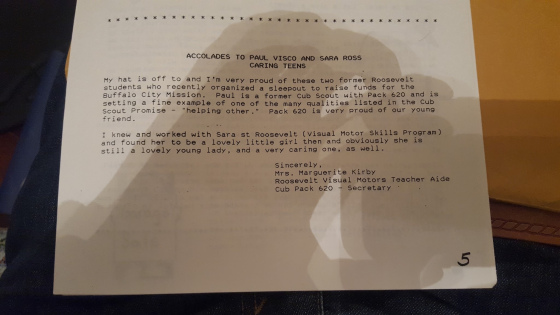 * * * * * * * * * * * * * * * * * * * * * * * * * * * * * * * * * * * * * *
ACCOLADES TO PAUL VISCO AND SARA ROSS
CARING TEENS
My hat is off to and I'm very proud of these two former Roosevelt
students who recently organized a sleepout to raise funds for the
Buffalo City Mission. Paul is a former Cub Scout with Pack 620 and is
setting a fine example of one of the many qualities listed in the Cub
Scout Promise - "helping other." Pack 620 is very proud of our young
friend.
I knew and worked with Sara st Roosevelt (Visual Motor Skills Program)
and found her to be a lovely little girl then and obviously she is
still a lovely young lady, and a very caring one, as well.
Sincerely,
Mrs. Marguerite Kirby
Roosevelt Visual Motors Teacher Aide
Cub Pack 620 - Secretary
5